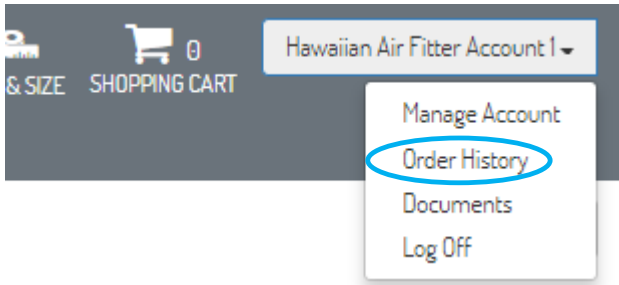 0
Hawaiian Air Fitter Account 1
& SIZE
SHOPPING CART
Manage Account
Order History
Documents
Log Off